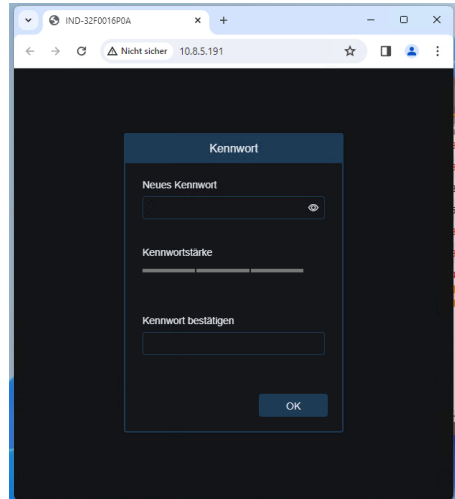 IND-32F0016P0A
Nicht sicher 10.8.5.191
Kennwort
Neues Kennwort
Kennwortstärke
Kennwort bestätigen
OK